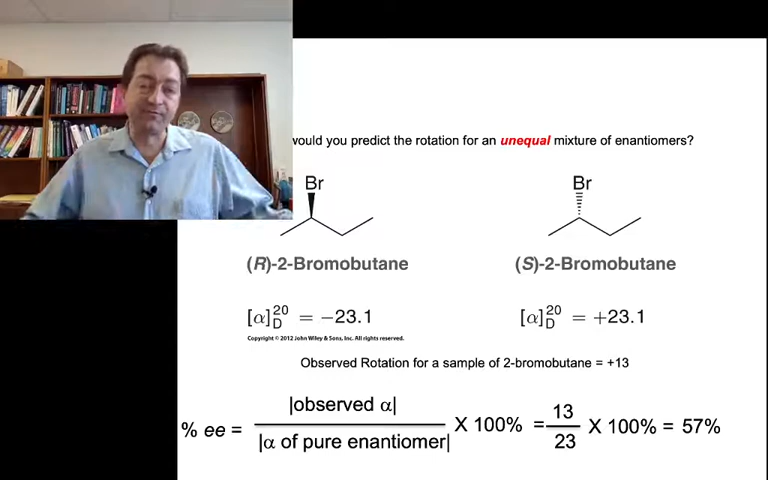 would you predict the rotation for an unequal mixture of enantiomers?
Br
Br
(R)-2-Bromobutane
(S)-2-Bromobutane
[α]20D = −23.1
[α]20D = +23.1
Copyright © 2012 John Wiley & Sons, Inc. All rights reserved.
Observed Rotation for a sample of 2-bromobutane = +13
% ee = |observed α| / |α of pure enantiomer| X 100% = 13 / 23 X 100% = 57%